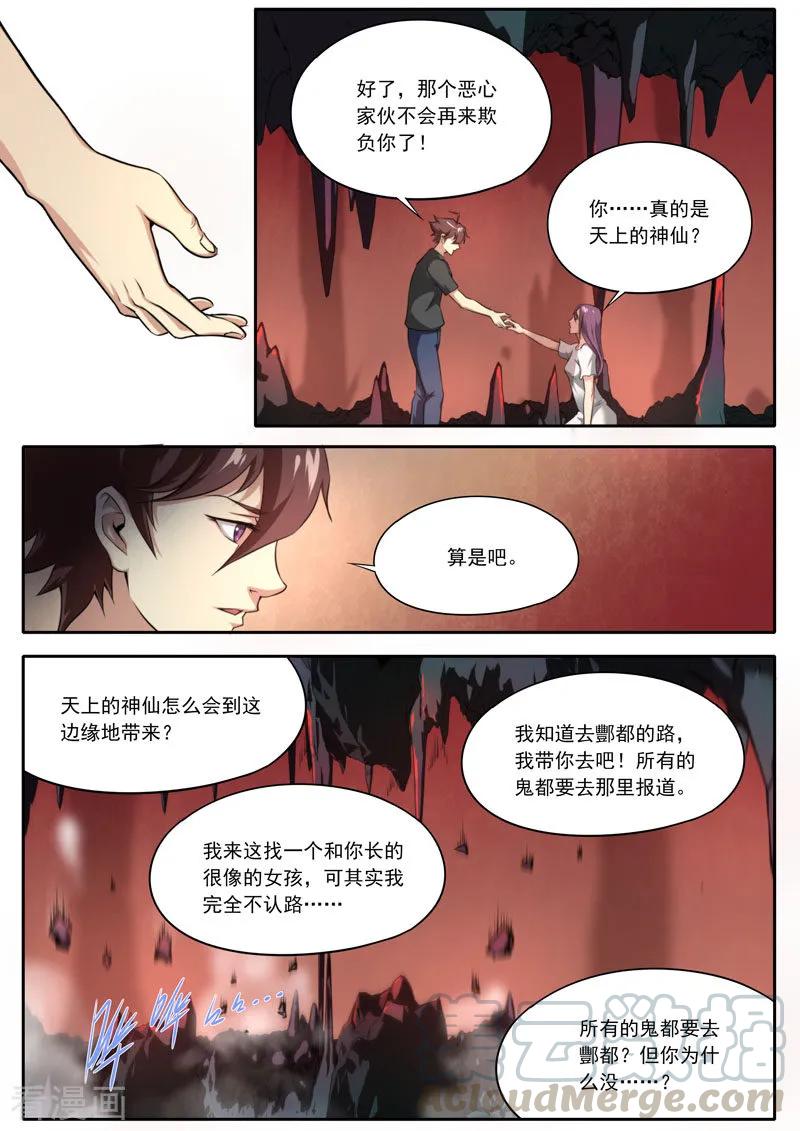 好了，那个恶心
家伙不会再来欺
负你了！
你……真的是
天上的神仙？
算是吧。
天上的神仙怎么会到这
边缘地带来？
我知道去酆都的路，
我带你去吧！所有的
鬼都要去那里报道。
我来这找一个和你长的
很像的女孩，可其实我
完全不认路……
所有的鬼都要去
酆都？但你为什
么没……？
看漫画
集云数据
iCloudMerge.com